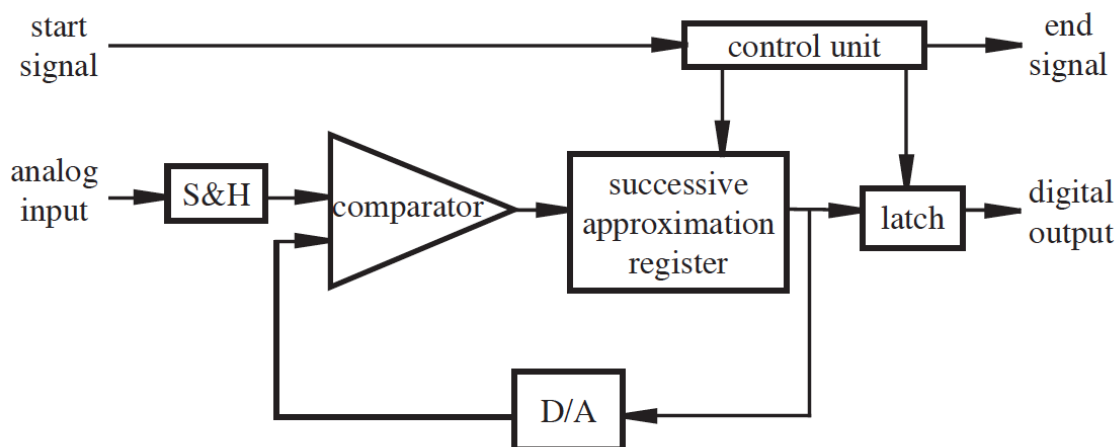 start
signal
control unit
end
signal
analog
input
S&H
comparator
successive
approximation
register
latch
digital
output
D/A